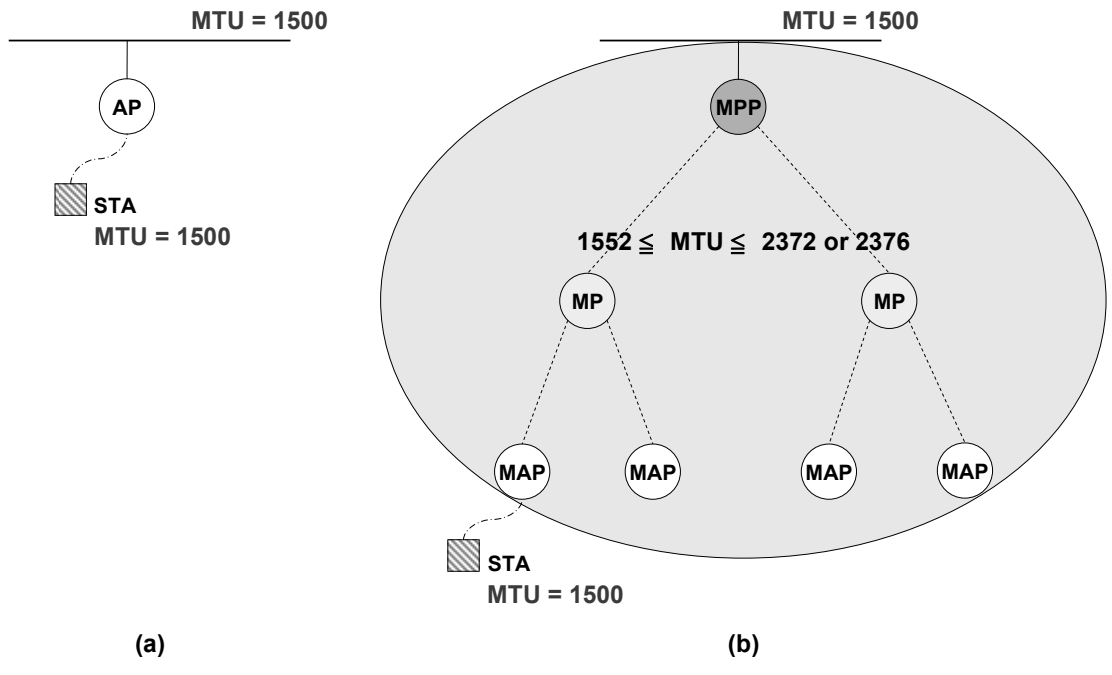 MTU = 1500
AP
STA
MTU = 1500
(a)
MTU = 1500
MPP
1552 ≦ MTU ≦ 2372 or 2376
MP MP
MAP MAP MAP MAP
STA
MTU = 1500
(b)